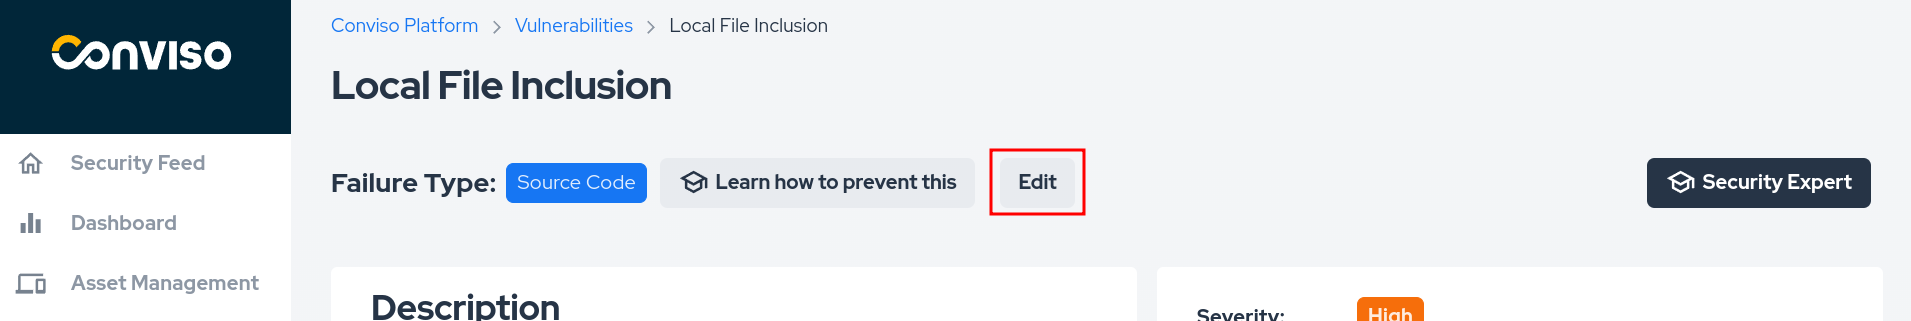 Conviso
Conviso Platform > Vulnerabilities > Local File Inclusion
Local File Inclusion
Failure Type: Source Code Learn how to prevent this Edit Security Expert
Security Feed
Dashboard
Asset Management
Description
Severity: High